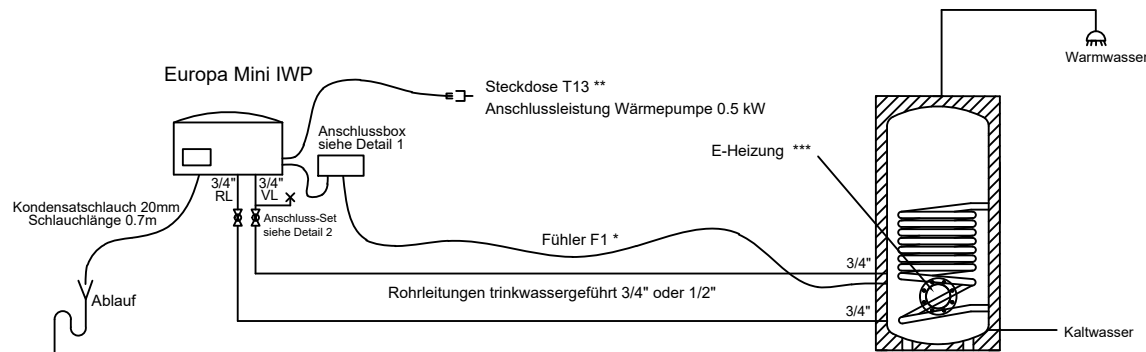 Europa Mini IWP
Steckdose T13 **
Anschlussleistung Wärmepumpe 0.5 kW
Warmwasser
Anschlussbox
siehe Detail 1
E-Heizung ***
3/4" 3/4"
RL VL
Kondensatschlauch 20mm
Schlauchlänge 0.7m
Anschluss-Set
siehe Detail 2
Fühler F1 *
3/4"
Rohrleitungen trinkwassergeführt 3/4" oder 1/2"
Ablauf
3/4"
Kaltwasser